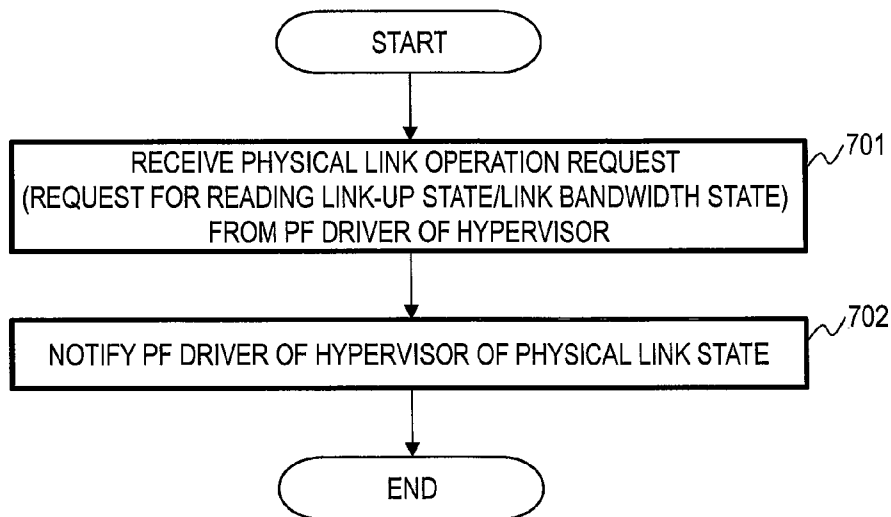 START
RECEIVE PHYSICAL LINK OPERATION REQUEST
(REQUEST FOR READING LINK-UP STATE/LINK BANDWIDTH STATE)
FROM PF DRIVER OF HYPERVISOR
701
NOTIFY PF DRIVER OF HYPERVISOR OF PHYSICAL LINK STATE
702
END